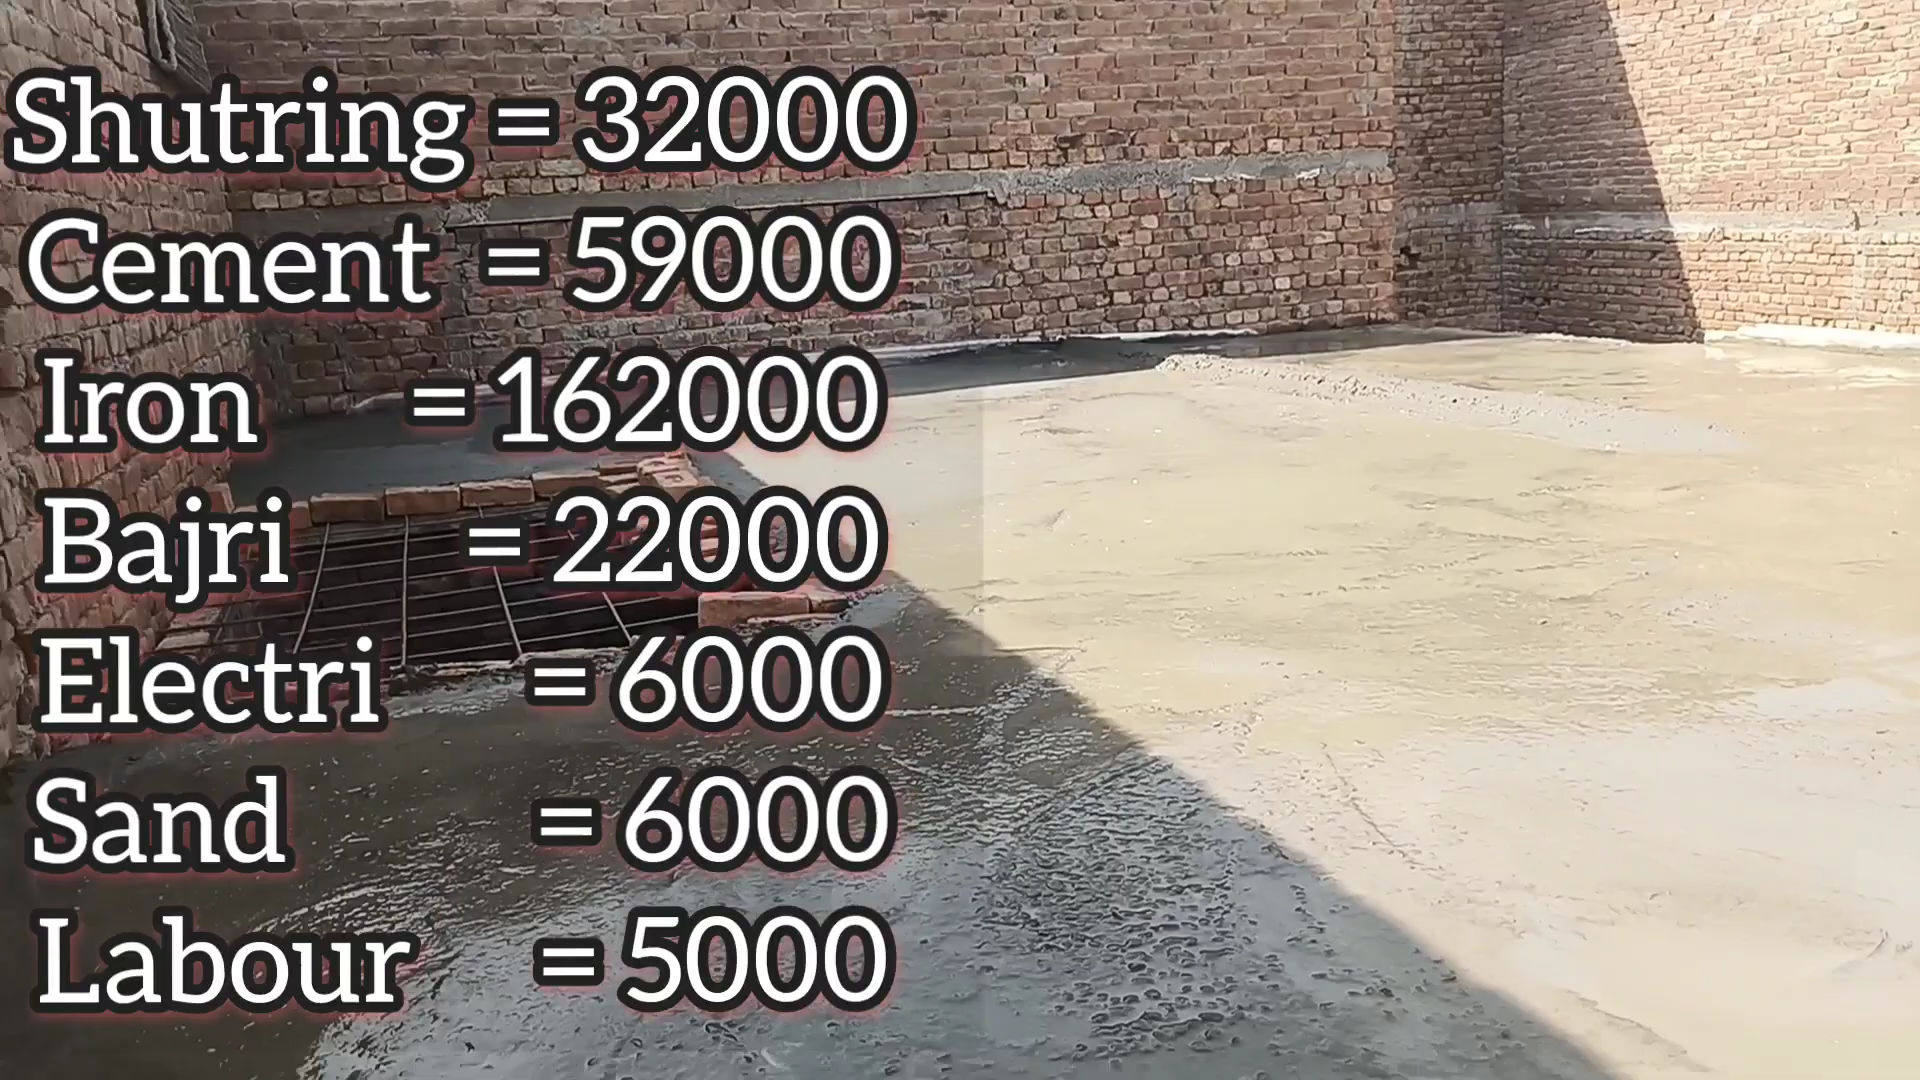 Shutring = 32000
Cement = 59000
Iron = 162000
Bajri = 22000
Electri = 6000
Sand = 6000
Labour = 5000